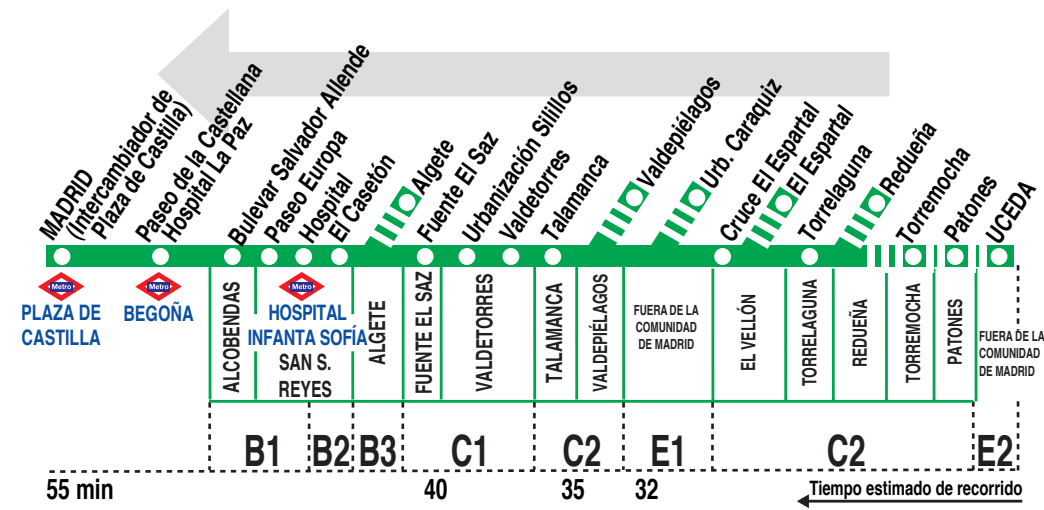 MADRID
(Intercambiador de
Plaza de Castilla)
Paseo de la Castellana
Hospital La Paz
Bulevar Salvador Allende
Paseo Europa
Hospital
El Casetón
Algete
Fuente El Saz
Urbanización Silillos
Valdetorres
Talamanca
Valdepiélagos
Urb. Caraquiz
Cruce El Espartal
El Espartal
Torrelaguna
Redueña
Torremocha
Patones
UCEDA
Metro
PLAZA DE
CASTILLA
Metro
BEGOÑA
Metro
HOSPITAL
INFANTA SOFÍA
ALCOBENDAS
SAN S.
REYES
ALGETE
FUENTE EL SAZ
VALDETORRES
TALAMANCA
VALDEPIÉLAGOS
FUERA DE LA
COMUNIDAD
DE MADRID
EL VELLÓN
TORRELAGUNA
REDUEÑA
TORREMOCHA
PATONES
FUERA DE LA
COMUNIDAD
DE MADRID
B1 B2 B3 C1 C2 E1 C2 E2
55 min 40 35 32 Tiempo estimado de recorrido